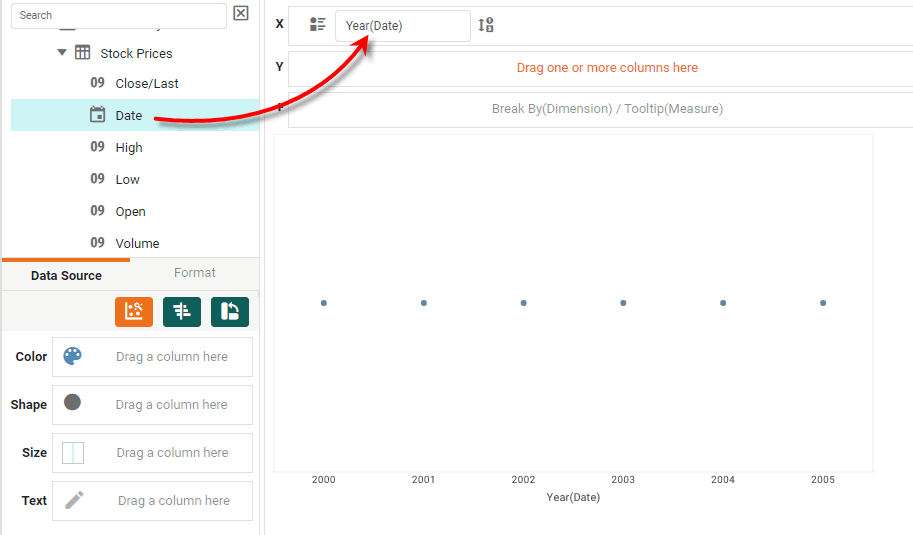 Search
Stock Prices
09 Close/Last
Date
09 High
09 Low
09 Open
09 Volume
Data Source
Format
Color
Drag a column here
Shape
Drag a column here
Size
Drag a column here
Text
Drag a column here
X
Year(Date)
Y
Drag one or more columns here
Break By(Dimension) / Tooltip(Measure)
2000 2001 2002 2003 2004 2005
Year(Date)